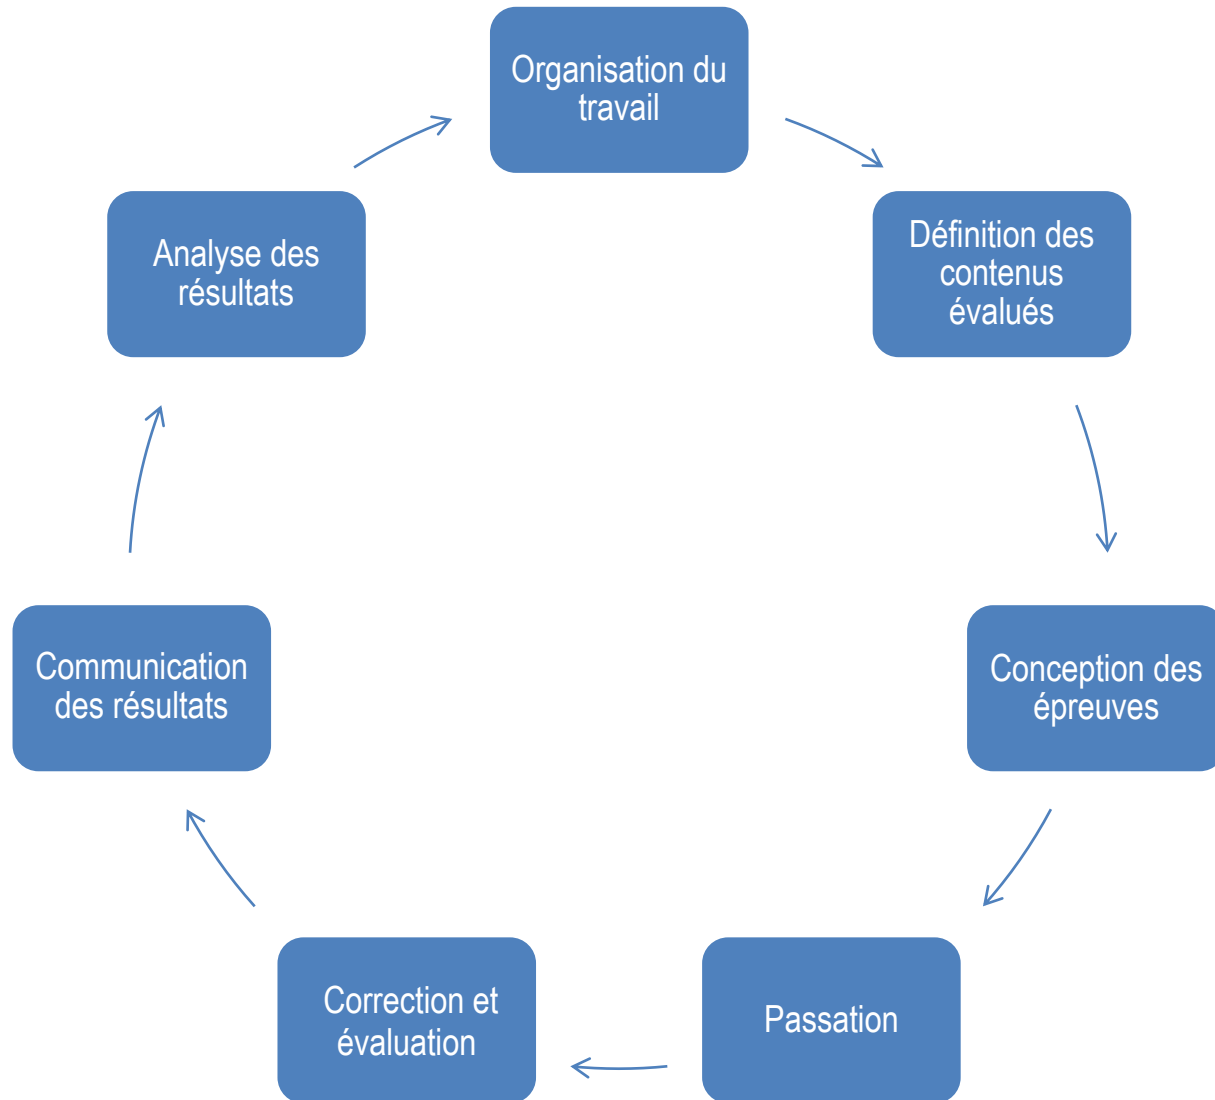 Organisation du
travail
Définition des
contenus
évalués
Conception des
épreuves
Passation
Correction et
évaluation
Communication
des résultats
Analyse des
résultats